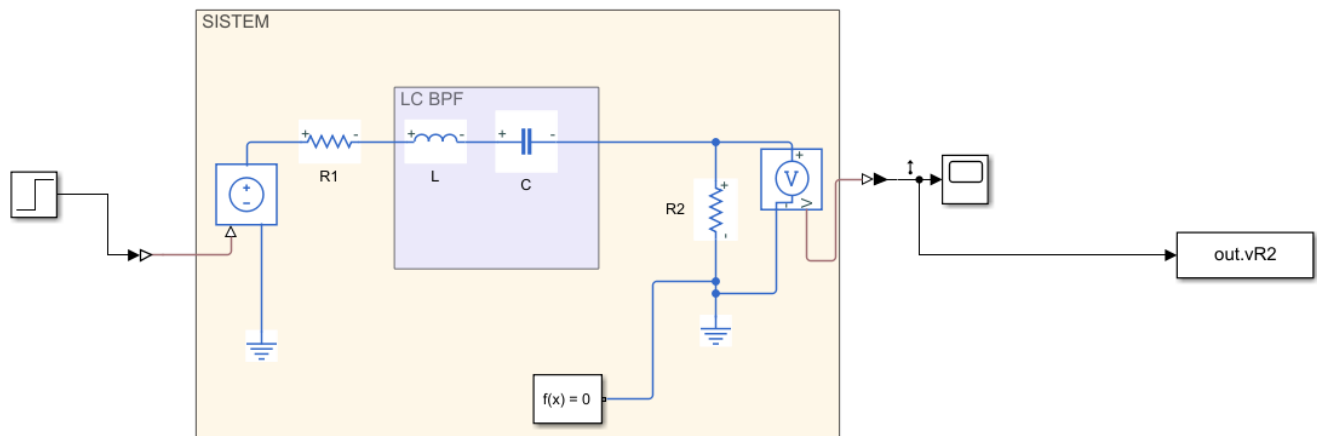 SISTEM
LC BPF
R1
L
C
R2
V
V
f(x) = 0
out.vR2